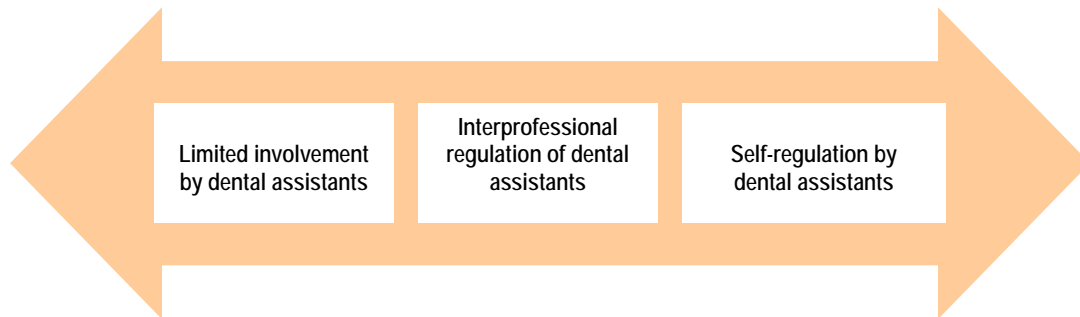 Limited involvement
by dental assistants
Interprofessional
regulation of dental
assistants
Self-regulation by
dental assistants